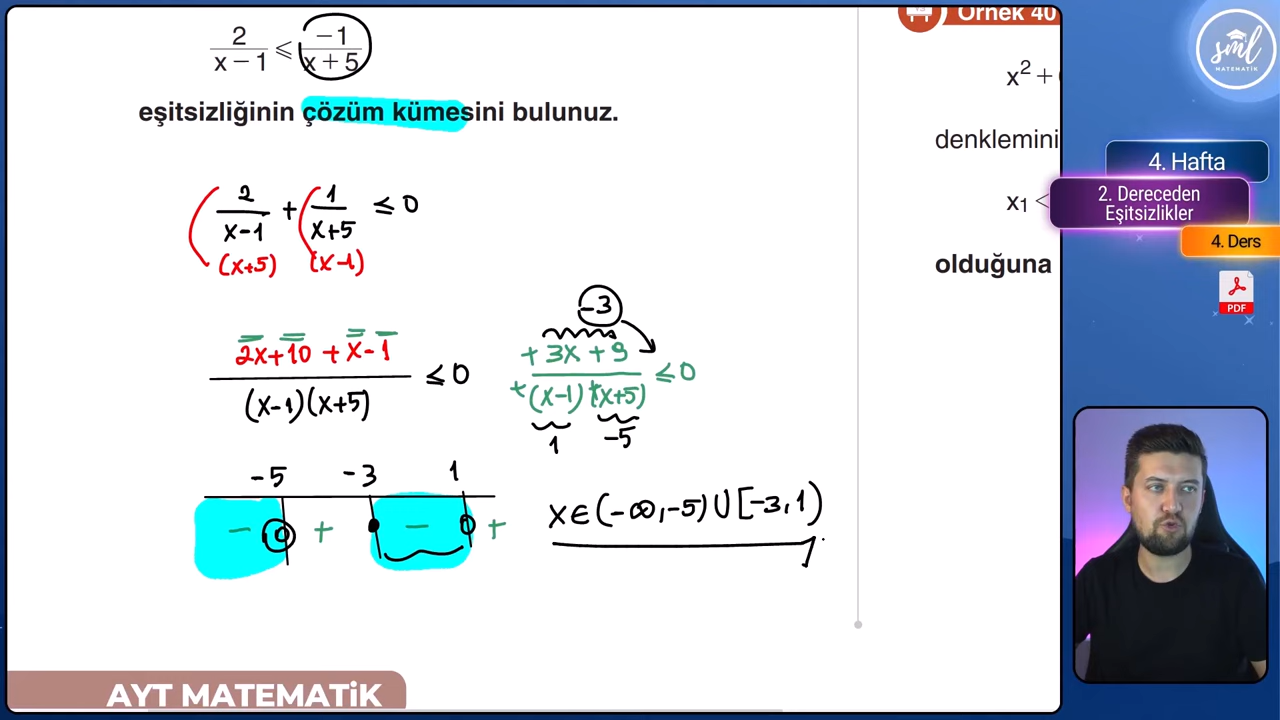 2/(x − 1) ⩽ −1/(x + 5)
eşitsizliğinin çözüm kümesini bulunuz.
2/(x-1) + 1/(x+5) ≤ 0
(x+5) (x-1)
-3
(2x+10+x-1)/((x-1)(x+5)) ≤ 0
(+3x+9)/(+(x-1)+(x+5)) ≤ 0
1 -5
-5 -3 1
- + - +
x∈(-∞,-5)∪[-3,1)
AYT MATEMATİK
Örnek 40
x² +
denklemini
x₁ <
olduğuna
sml
MATEMATİK
4. Hafta
2. Dereceden
Eşitsizlikler
4. Ders
PDF